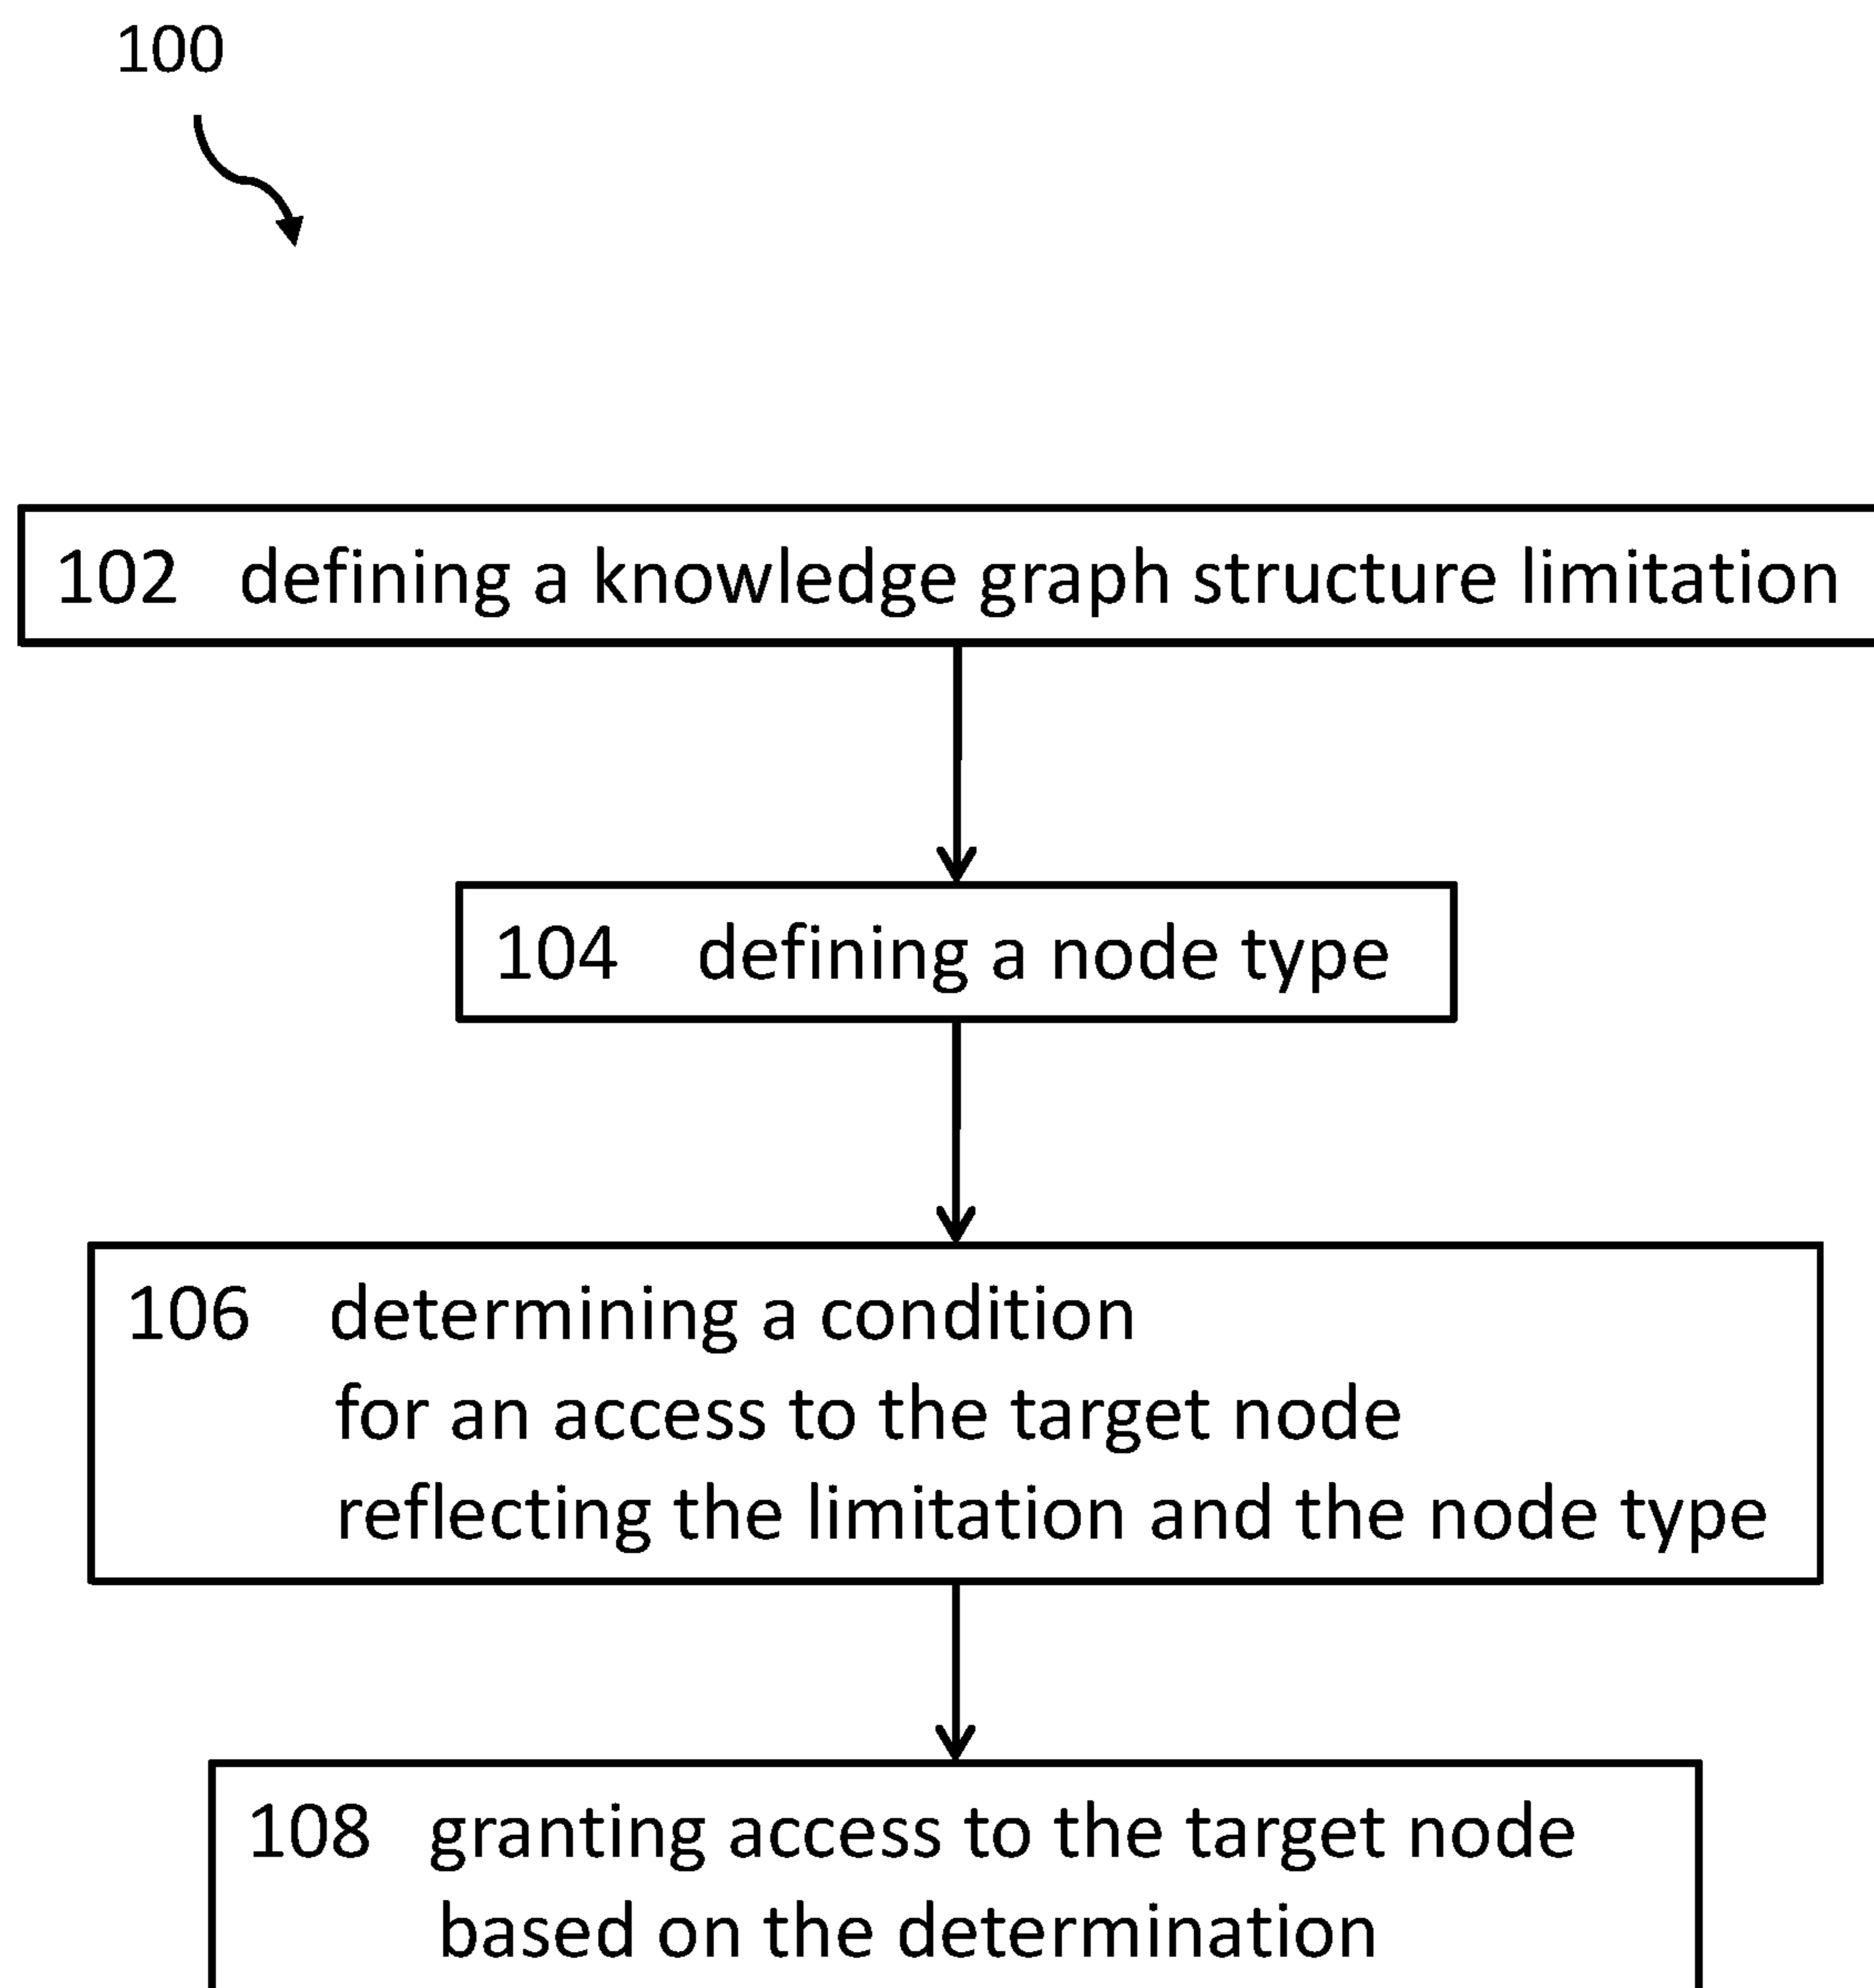 100
102 defining a knowledge graph structure limitation
104 defining a node type
106 determining a condition
for an access to the target node
reflecting the limitation and the node type
108 granting access to the target node
based on the determination